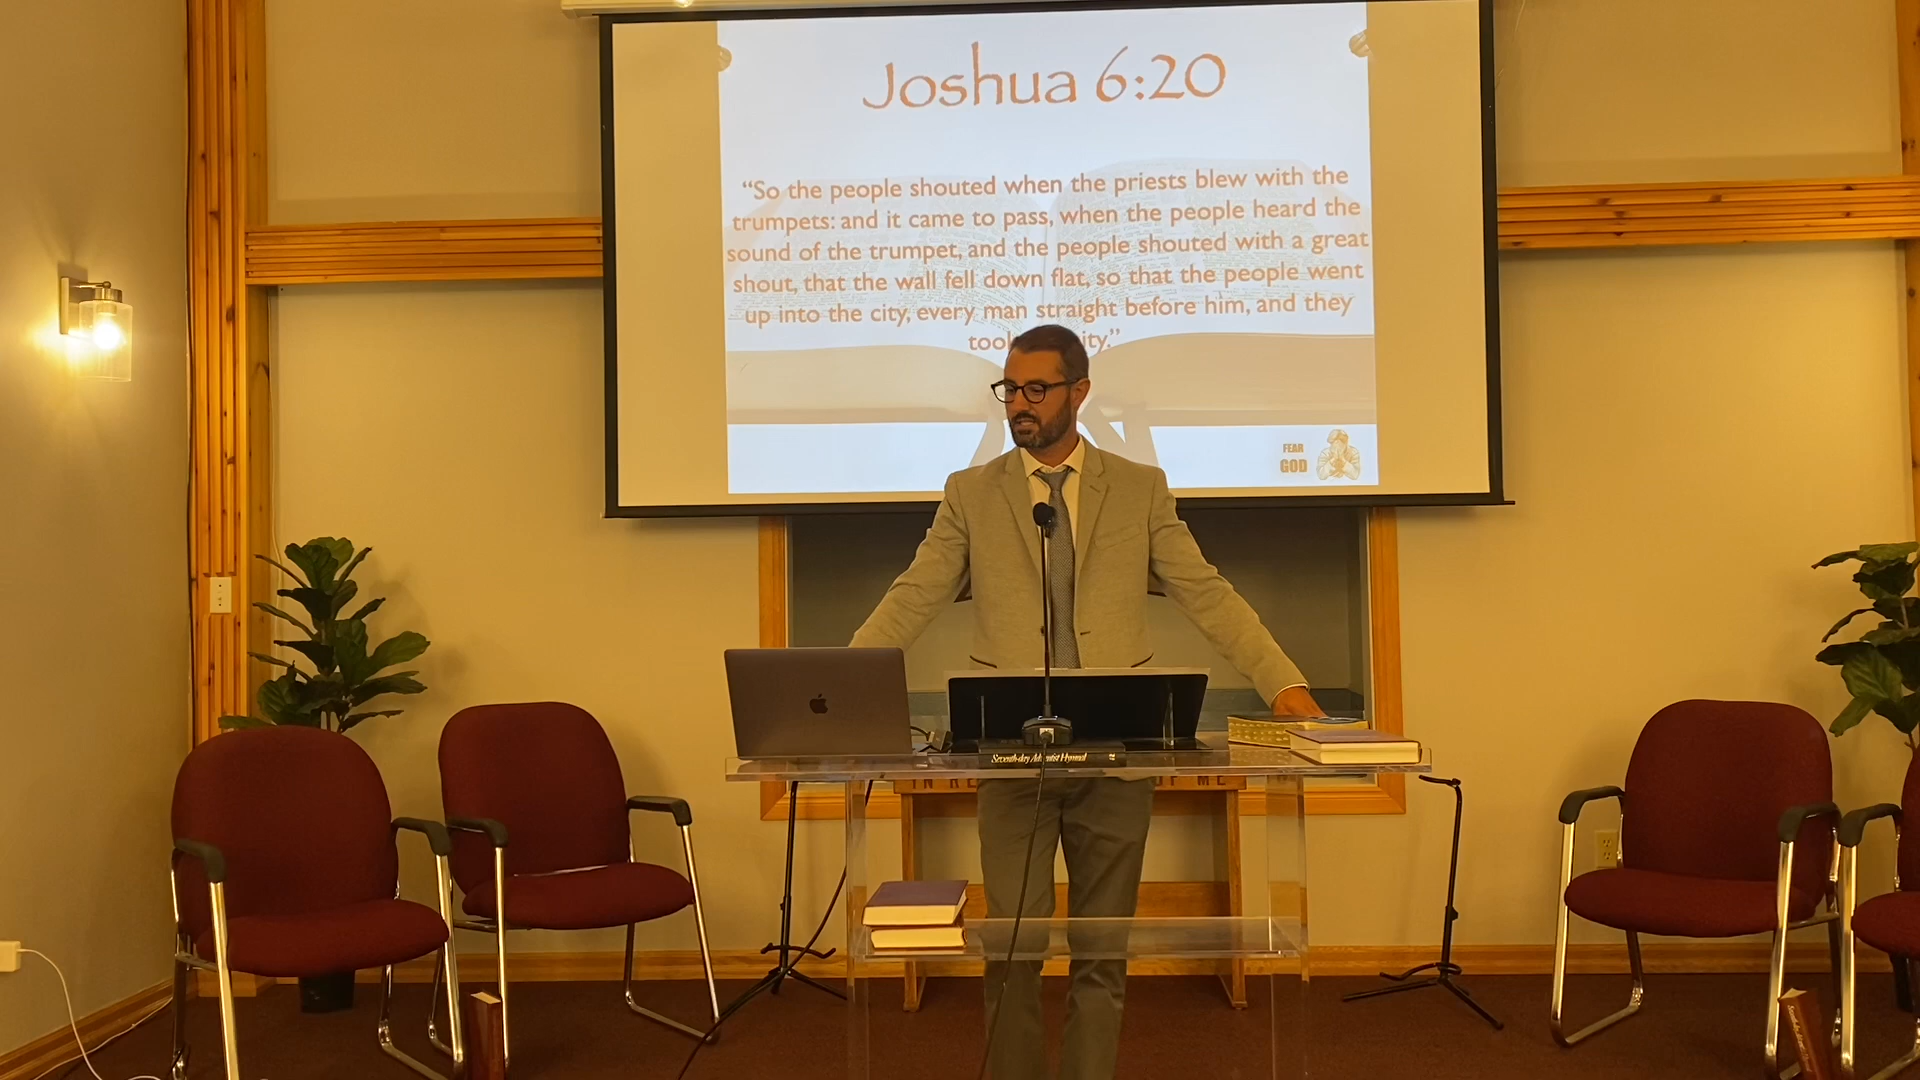 Joshua 6:20
“So the people shouted when the priests blew with the
trumpets: and it came to pass, when the people heard the
sound of the trumpet, and the people shouted with a great
shout, that the wall fell down flat, so that the people went
up into the city, every man straight before him, and they
FEAR
GOD
Seventh-day Adventist Hymnal
IN OF ME